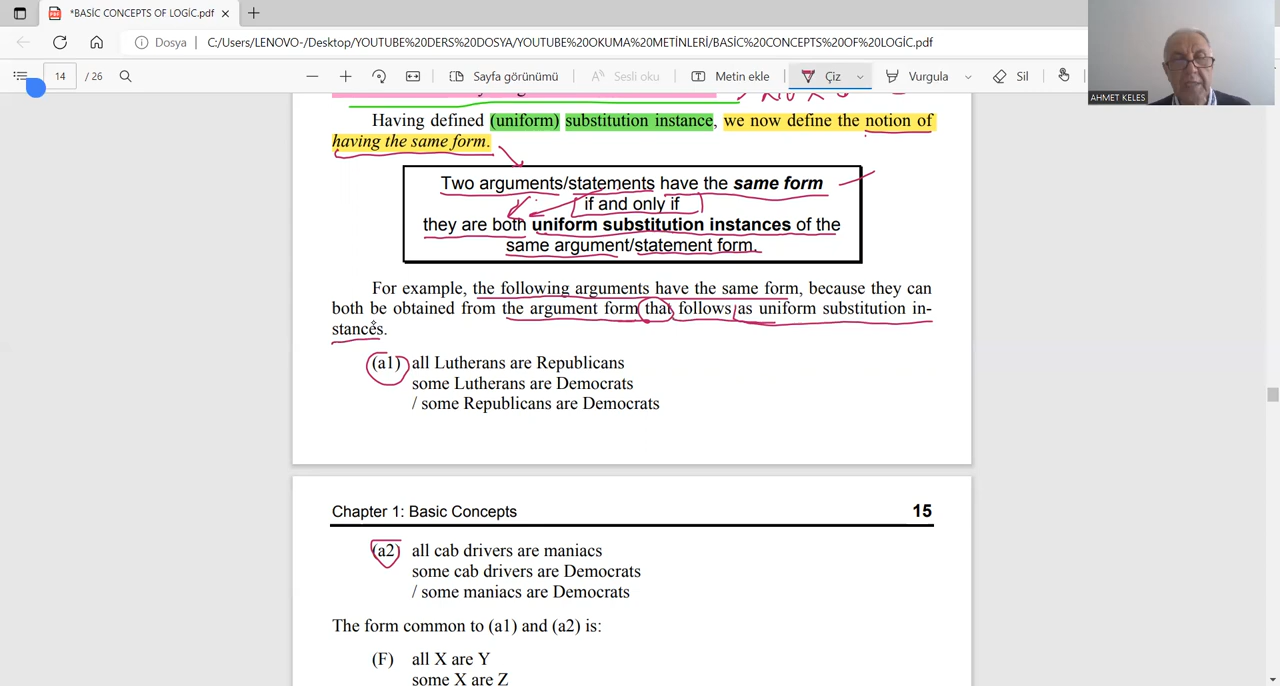 *BASIC CONCEPTS OF LOGİC.pdf
Dosya
C:/Users/LENOVO-/Desktop/YOUTUBE%20DERS%20DOSYA/YOUTUBE%20OKUMA%20METİNLERİ/BASİC%20CONCEPTS%20OF%20LOGİC.pdf
14 / 26
Sayfa görünümü
Sesli oku
Metin ekle
Çiz
Vurgula
Sil
AHMET KELES
Having defined (uniform) substitution instance, we now define the notion of
having the same form.
Two arguments/statements have the same form
if and only if
they are both uniform substitution instances of the
same argument/statement form.
For example, the following arguments have the same form, because they can
both be obtained from the argument form that follows as uniform substitution in-
stances.
(a1) all Lutherans are Republicans
some Lutherans are Democrats
/ some Republicans are Democrats
Chapter 1: Basic Concepts 15
(a2) all cab drivers are maniacs
some cab drivers are Democrats
/ some maniacs are Democrats
The form common to (a1) and (a2) is:
(F) all X are Y
some X are Z